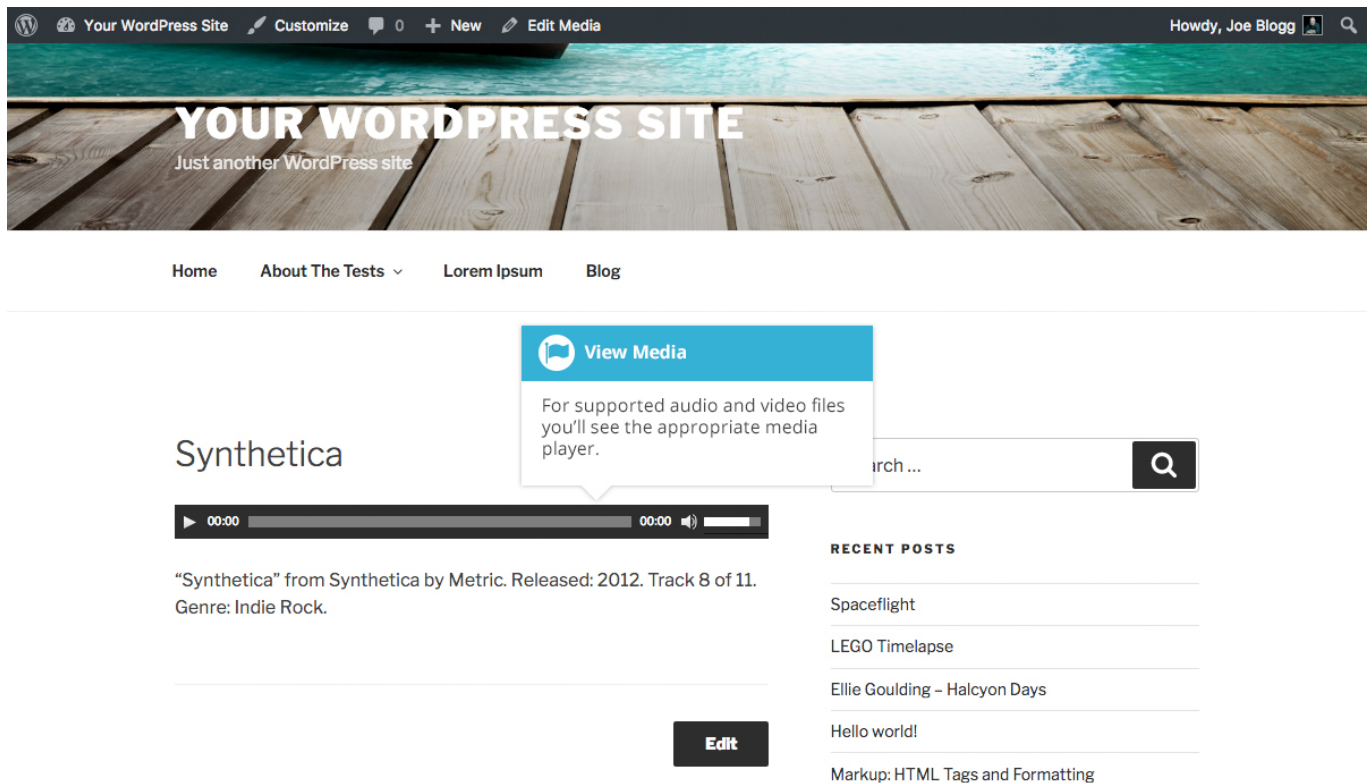 Your WordPress Site Customize 0 New Edit Media Howdy, Joe Blogg
YOUR WORDPRESS SITE
Just another WordPress site
Home About The Tests Lorem Ipsum Blog
View Media
For supported audio and video files
you'll see the appropriate media
player.
Synthetica
arch …
00:00 00:00
“Synthetica” from Synthetica by Metric. Released: 2012. Track 8 of 11.
Genre: Indie Rock.
Edit
RECENT POSTS
Spaceflight
LEGO Timelapse
Ellie Goulding – Halcyon Days
Hello world!
Markup: HTML Tags and Formatting